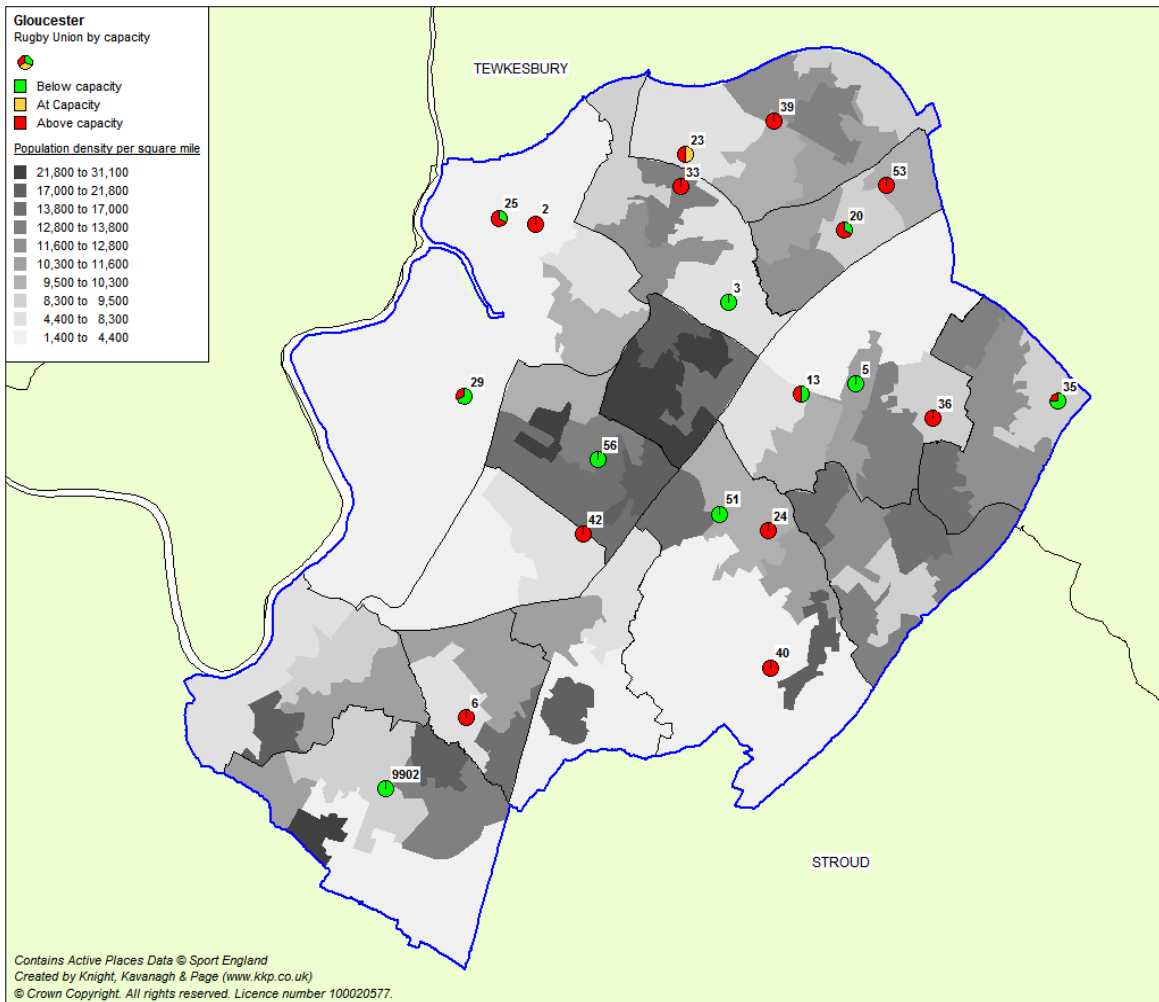 Gloucester
Rugby Union by capacity
Below capacity
At Capacity
Above capacity
Population density per square mile
21,800 to 31,100
17,000 to 21,800
13,800 to 17,000
12,800 to 13,800
11,600 to 12,800
10,300 to 11,600
9,500 to 10,300
8,300 to 9,500
4,400 to 8,300
1,400 to 4,400
TEWKESBURY
39
23
33
53
25
2
20
3
29
13
5
35
36
56
51
42
24
40
6
9902
STROUD
Contains Active Places Data © Sport England
Created by Knight, Kavanagh & Page (www.kkp.co.uk)
© Crown Copyright. All rights reserved. Licence number 100020577.